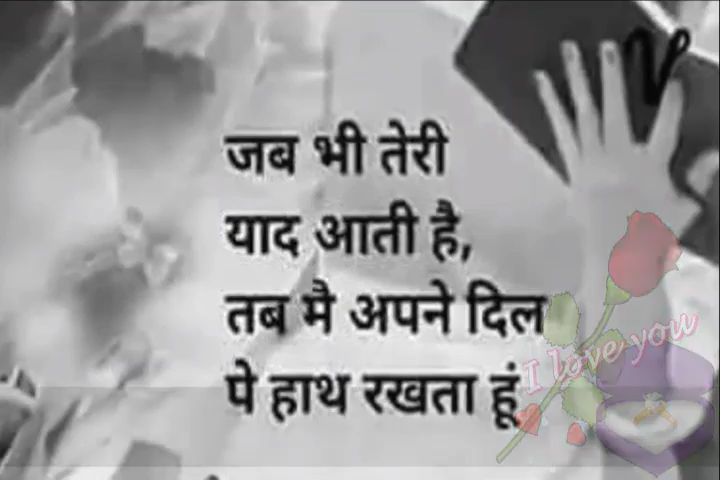 जब भी तेरी
याद आती है,
तब मै अपने दिल
पे हाथ रखता हूं
I love you